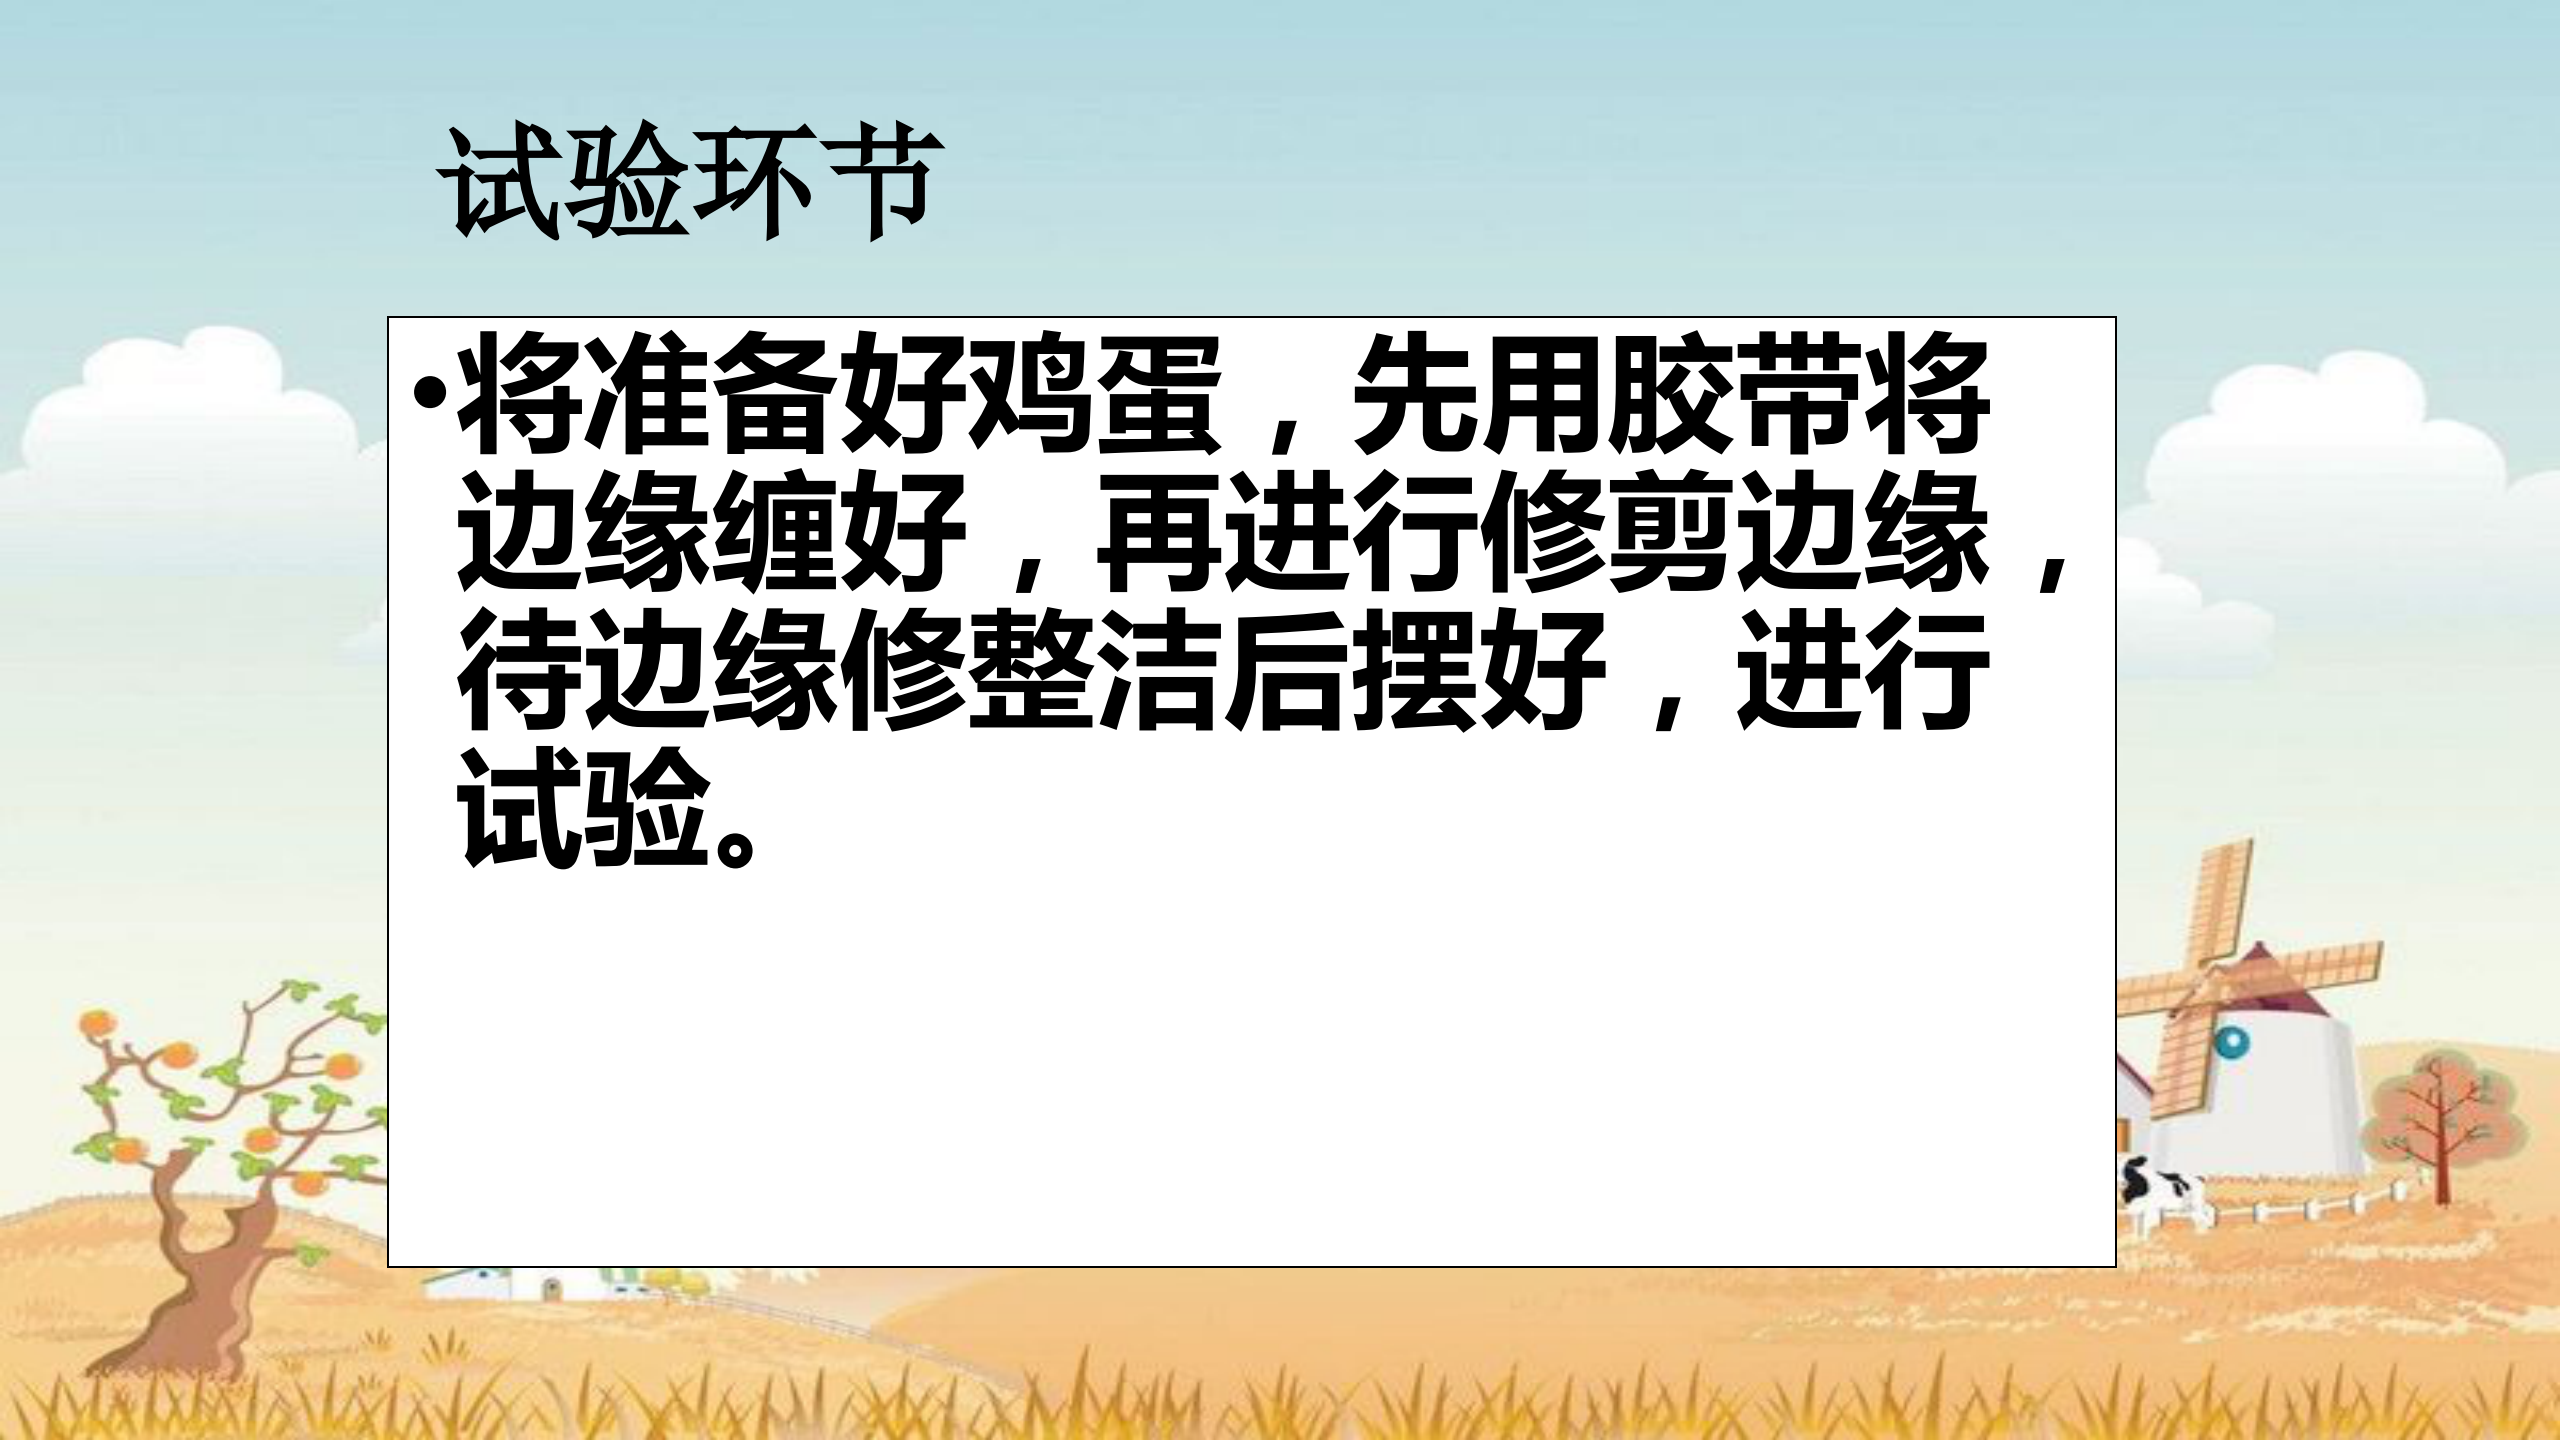 试验环节
•将准备好鸡蛋，先用胶带将
边缘缠好，再进行修剪边缘，
待边缘修整洁后摆好，进行
试验。